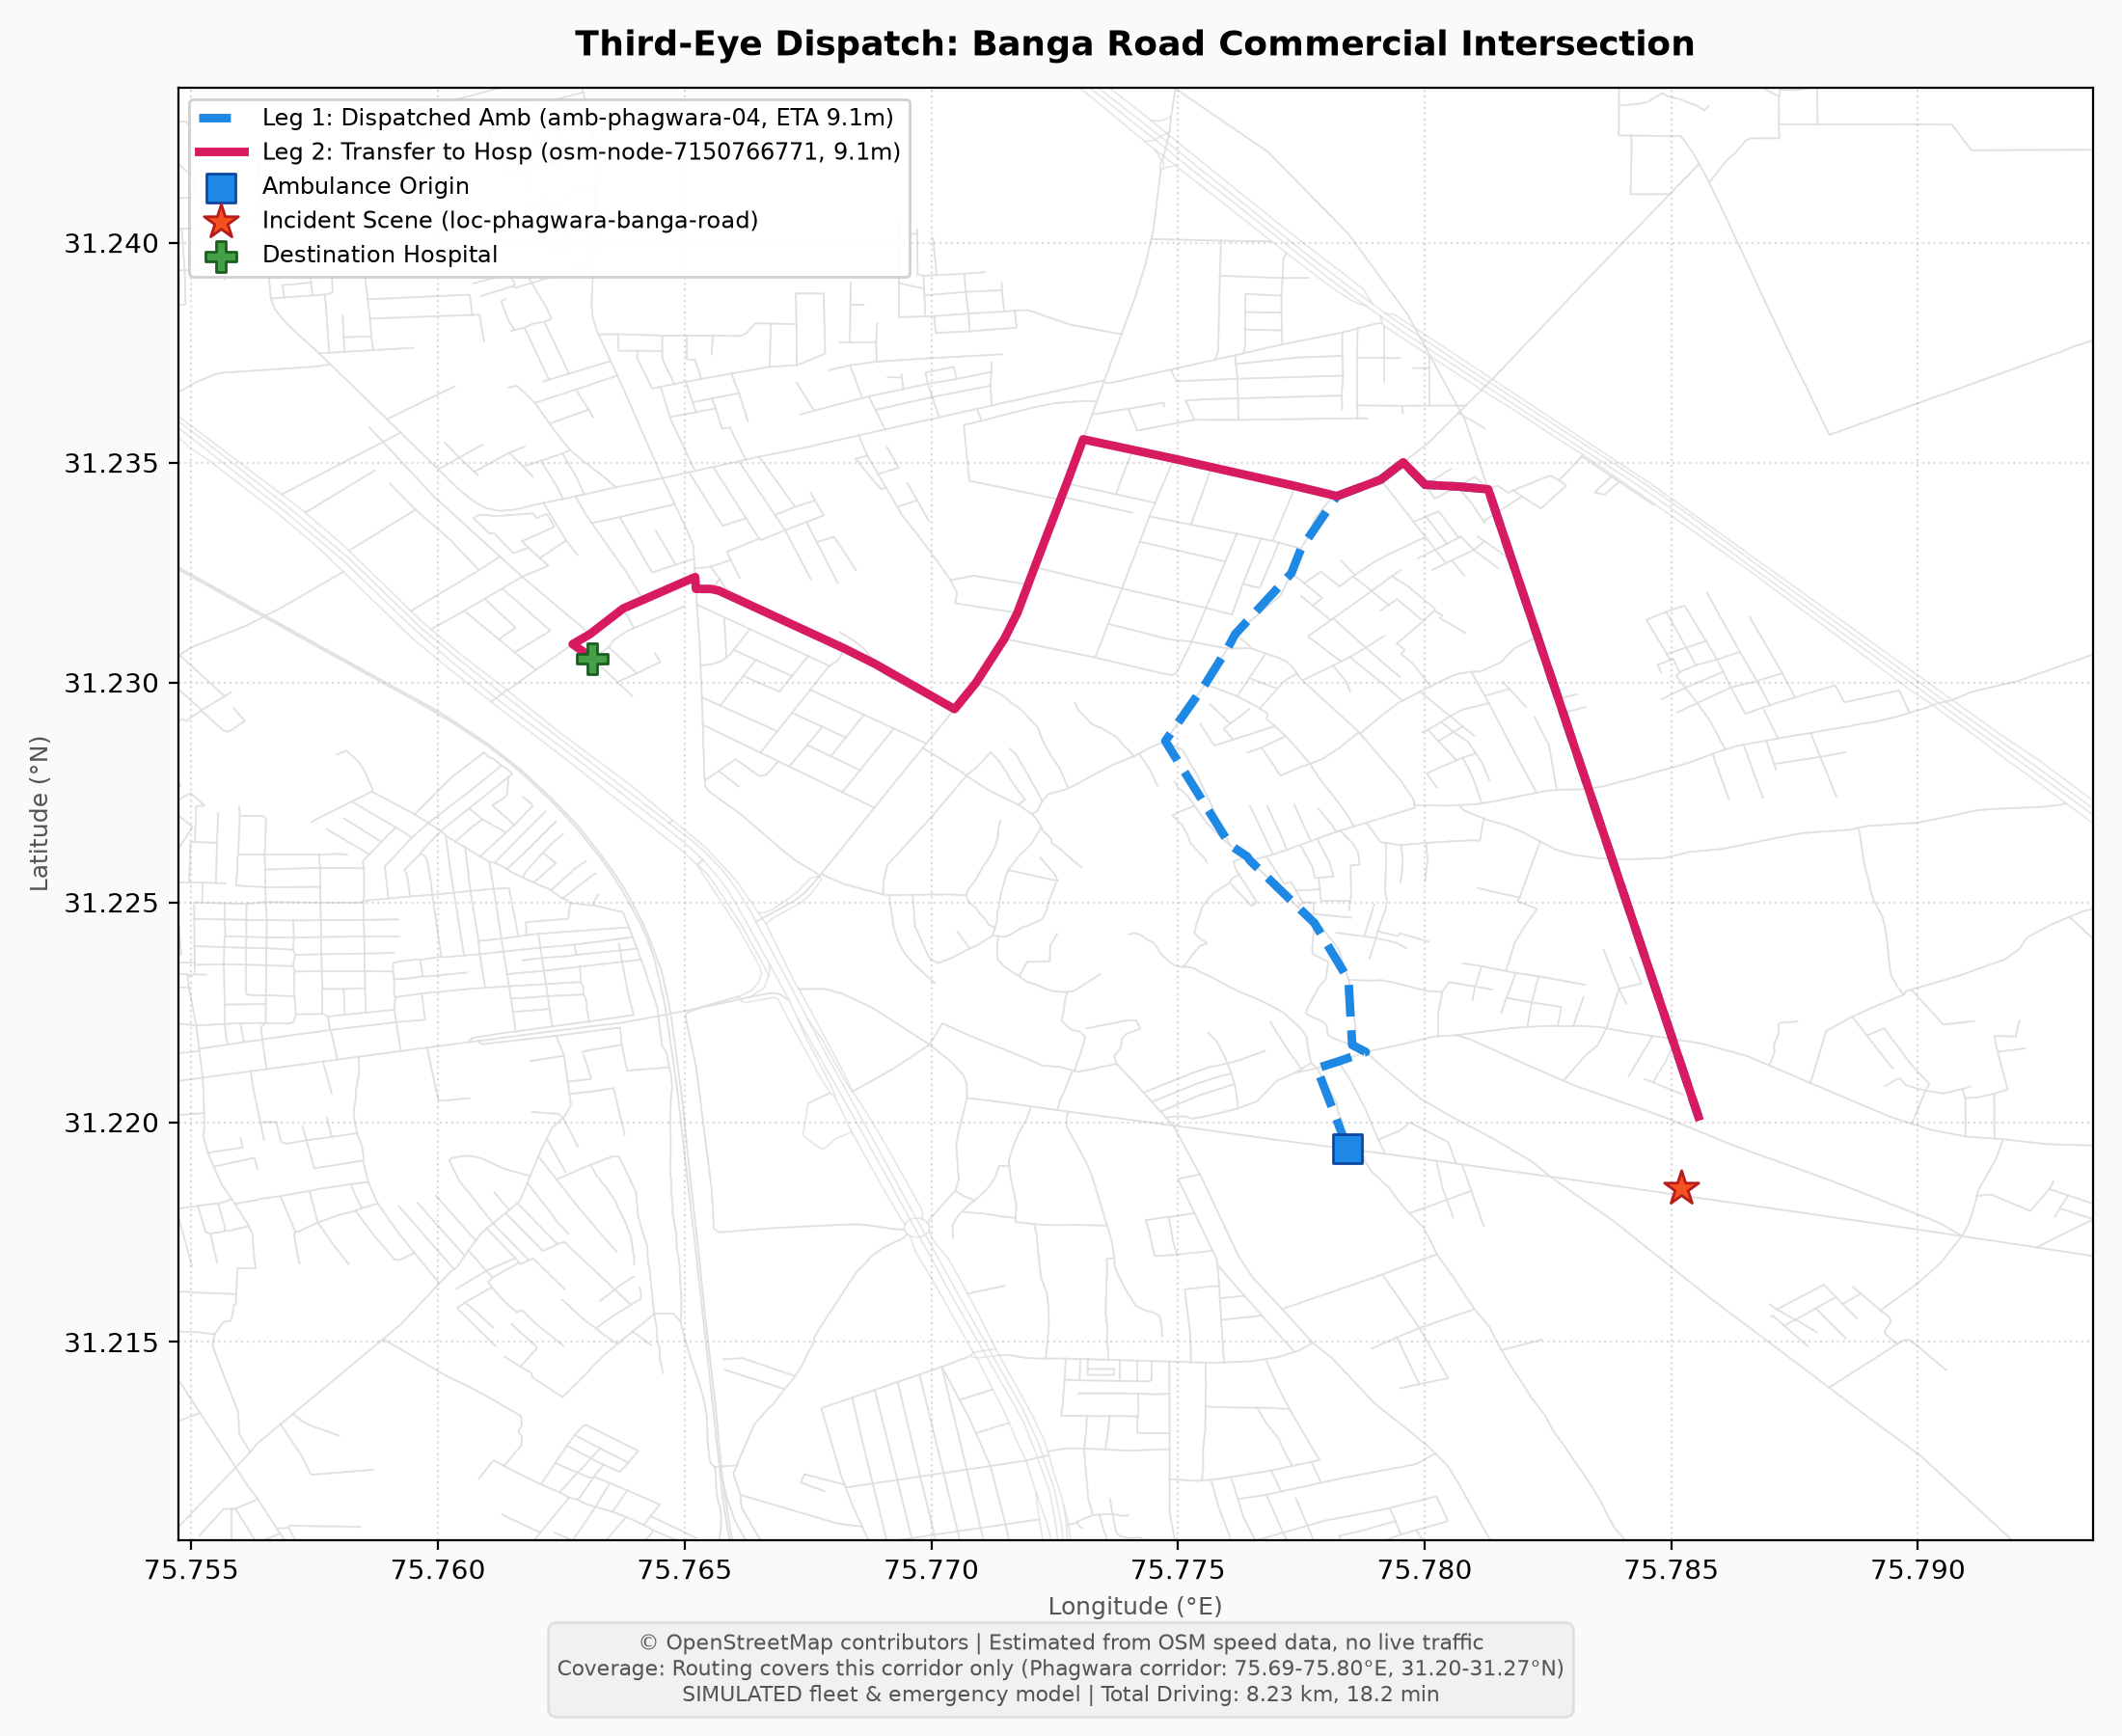 Third-Eye Dispatch: Banga Road Commercial Intersection
Leg 1: Dispatched Amb (amb-phagwara-04, ETA 9.1m)
Leg 2: Transfer to Hosp (osm-node-7150766771, 9.1m)
Ambulance Origin
Incident Scene (loc-phagwara-banga-road)
Destination Hospital
31.240
31.235
31.230
31.225
31.220
31.215
Latitude (°N)
75.755 75.760 75.765 75.770 75.775 75.780 75.785 75.790
Longitude (°E)
© OpenStreetMap contributors | Estimated from OSM speed data, no live traffic
Coverage: Routing covers this corridor only (Phagwara corridor: 75.69-75.80°E, 31.20-31.27°N)
SIMULATED fleet & emergency model | Total Driving: 8.23 km, 18.2 min